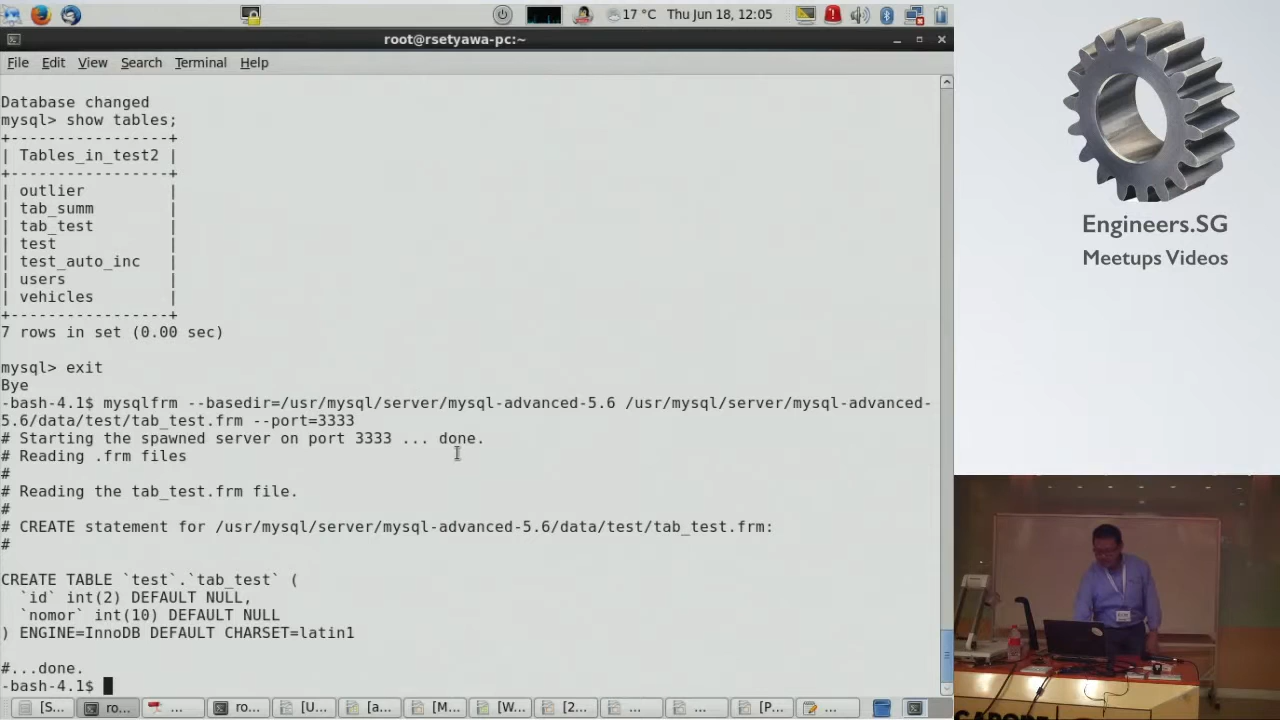 17 °C Thu Jun 18, 12:05
root@rsetyawa-pc:~
File Edit View Search Terminal Help
Database changed
mysql> show tables;
+-----------------+
| Tables_in_test2 |
+-----------------+
| outlier         |
| tab_summ        |
| tab_test        |
| test            |
| test_auto_inc   |
| users           |
| vehicles        |
+-----------------+
7 rows in set (0.00 sec)
mysql> exit
Bye
-bash-4.1$ mysqlfrm --basedir=/usr/mysql/server/mysql-advanced-5.6 /usr/mysql/server/mysql-advanced-
5.6/data/test/tab_test.frm --port=3333
# Starting the spawned server on port 3333 ... done.
# Reading .frm files
#
# Reading the tab_test.frm file.
#
# CREATE statement for /usr/mysql/server/mysql-advanced-5.6/data/test/tab_test.frm:
#
CREATE TABLE `test`.`tab_test` (
  `id` int(2) DEFAULT NULL,
  `nomor` int(10) DEFAULT NULL
) ENGINE=InnoDB DEFAULT CHARSET=latin1
#...done.
-bash-4.1$
[S... ro... ... ro... [U... [a... [M... [W... [2... ... ... [P... ...
Engineers.SG
Meetups Videos